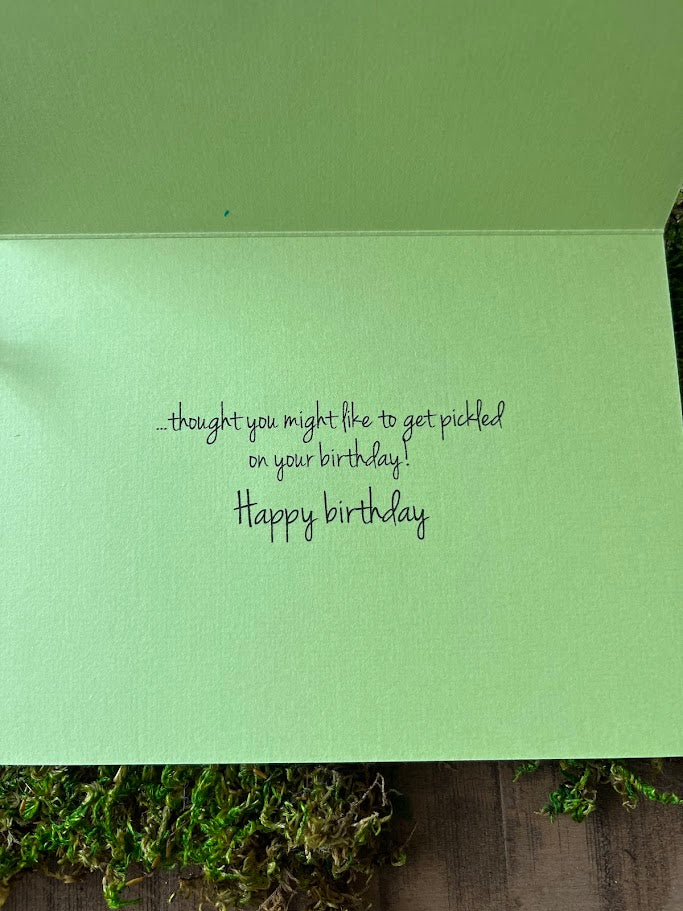 ...thought you might like to get pickled
on your birthday!
Happy birthday